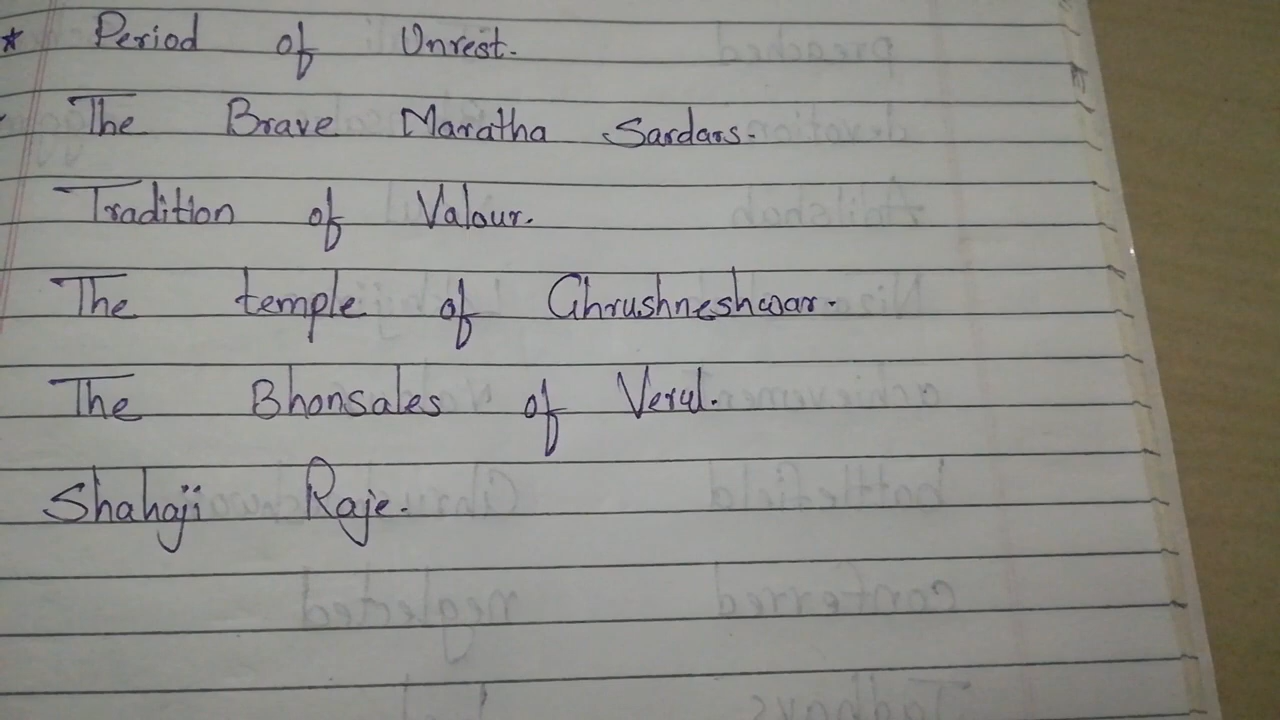 * Period of Unrest.
The Brave Maratha Sardars.
Tradition of Valour.
The temple of Ghrushneshwar.
The Bhonsales of Verul.
Shahaji Raje.